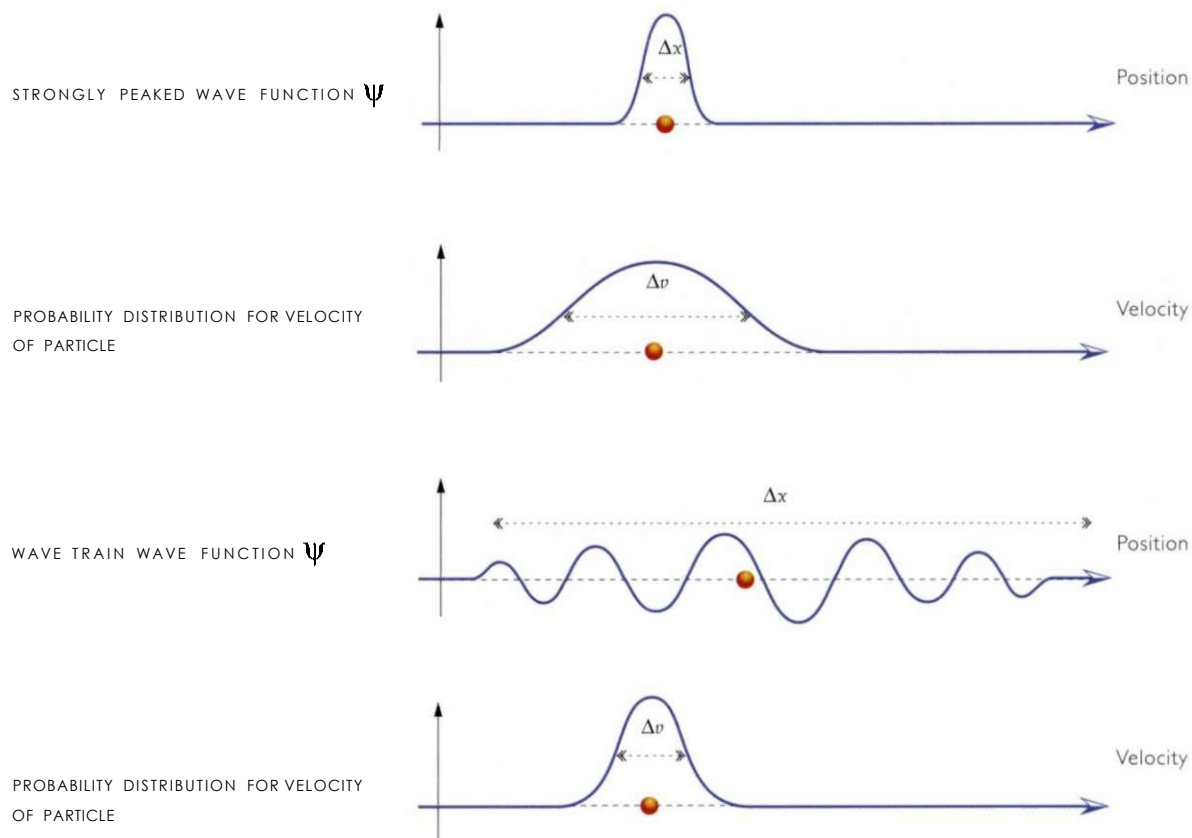 Δx
STRONGLY PEAKED WAVE FUNCTION Ψ
Position
Δv
PROBABILITY DISTRIBUTION FOR VELOCITY
OF PARTICLE
Velocity
Δx
WAVE TRAIN WAVE FUNCTION Ψ
Position
Δv
PROBABILITY DISTRIBUTION FOR VELOCITY
OF PARTICLE
Velocity